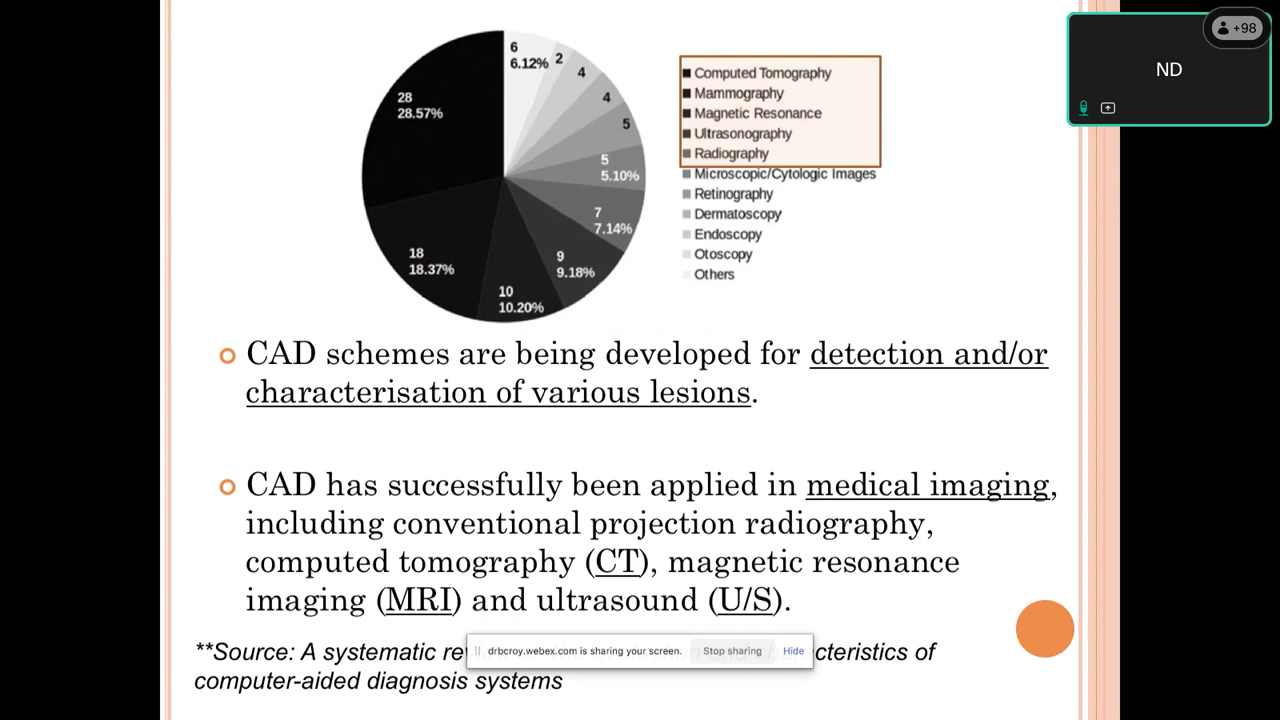 6
6.12%
2
4
4
5
5
5.10%
7
7.14%
9
9.18%
10
10.20%
18
18.37%
28
28.57%
Computed Tomography
Mammography
Magnetic Resonance
Ultrasonography
Radiography
Microscopic/Cytologic Images
Retinography
Dermatoscopy
Endoscopy
Otoscopy
Others
+98
ND
CAD schemes are being developed for detection and/or
characterisation of various lesions.
CAD has successfully been applied in medical imaging,
including conventional projection radiography,
computed tomography (CT), magnetic resonance
imaging (MRI) and ultrasound (U/S).
**Source: A systematic
drbcroy.webex.com is sharing your screen. Stop sharing Hide
of
computer-aided diagnosis systems